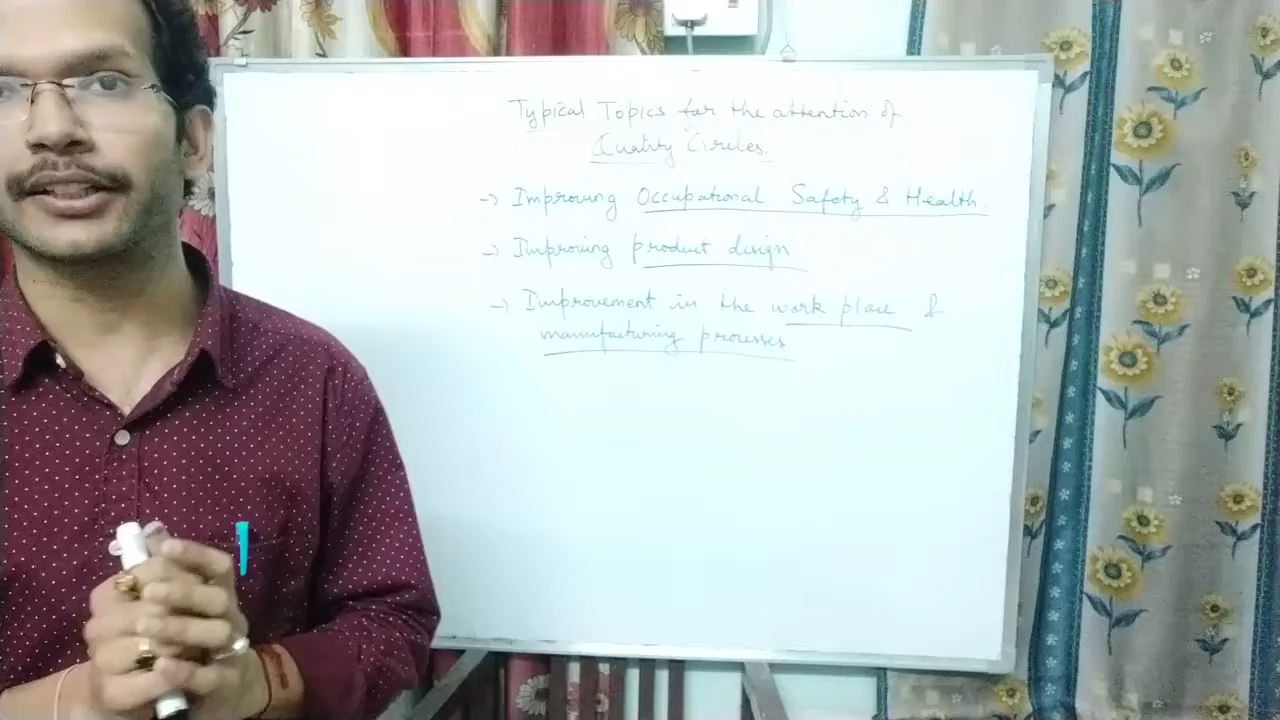 Typical Topics for the attention of
Quality Circles.
→ Improving Occupational Safety & Health.
→ Improving product design
→ Improvement in the work place &
manufacturing processes